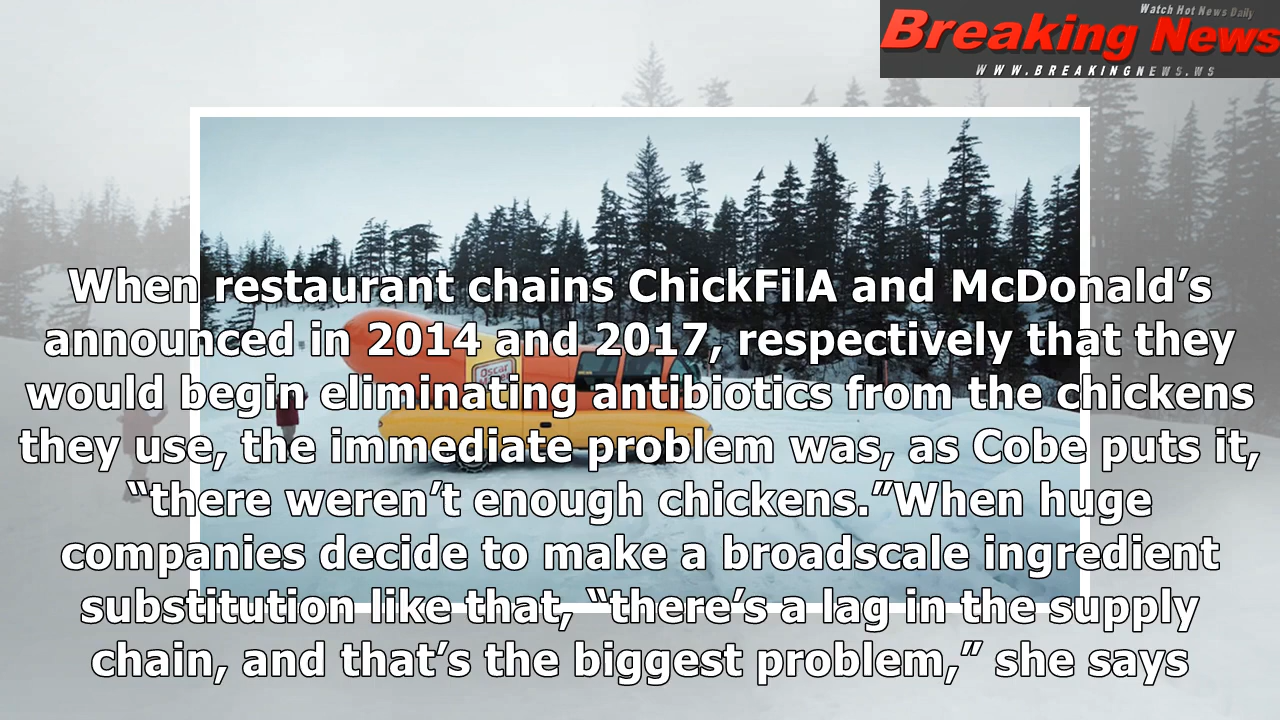 Watch Hot News Daily
Breaking News
WWW.BREAKINGNEWS.WS
Oscar
When restaurant chains ChickFilA and McDonald’s
announced in 2014 and 2017, respectively that they
would begin eliminating antibiotics from the chickens
they use, the immediate problem was, as Cobe puts it,
“there weren’t enough chickens.”When huge
companies decide to make a broadscale ingredient
substitution like that, “there’s a lag in the supply
chain, and that’s the biggest problem,” she says